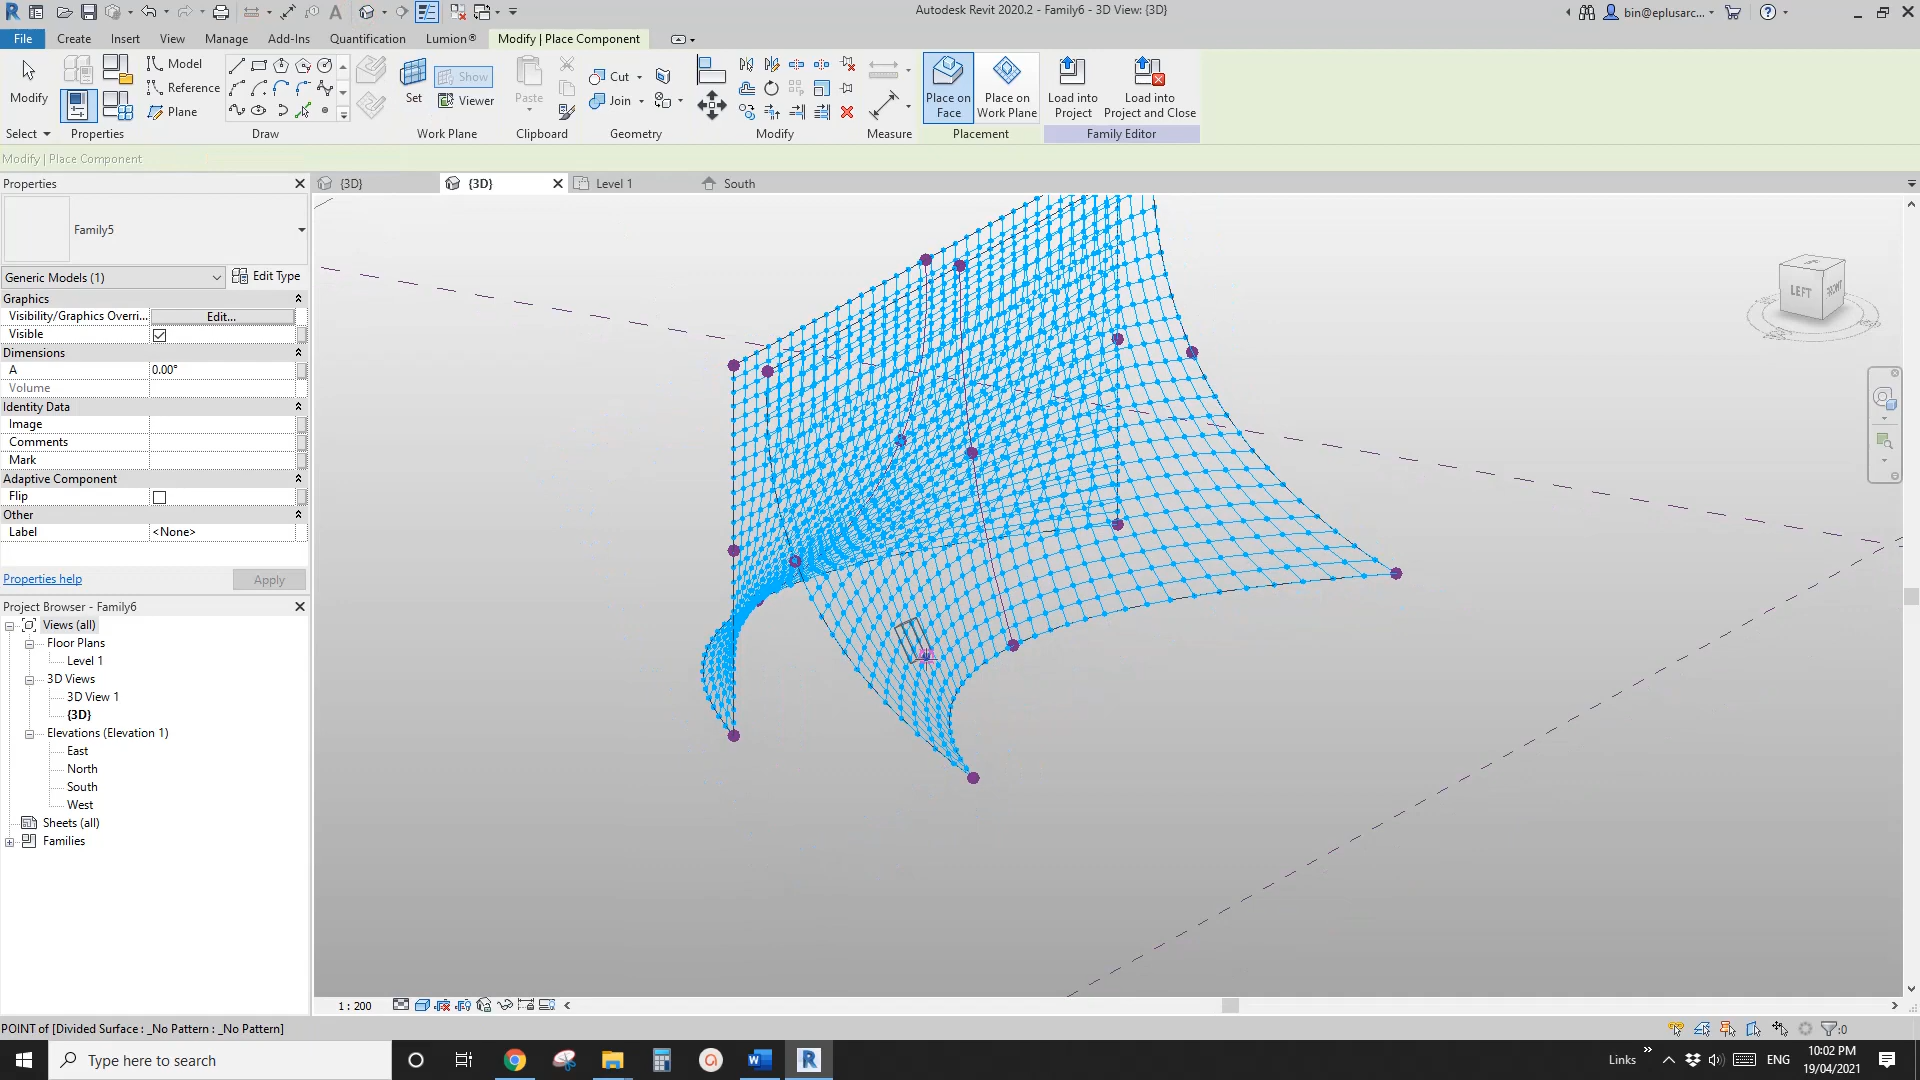 Autodesk Revit 2020.2 - Family6 - 3D View: {3D}
bin@eplusarc...
File Create Insert View Manage Add-Ins Quantification Lumion® Modify | Place Component
Modify
Model
Reference
Plane
Set
Show
Viewer
Paste
Cut
Join
Place on Face
Place on Work Plane
Load into Project
Load into Project and Close
Select Properties Draw Work Plane Clipboard Geometry Modify Measure Placement Family Editor
Modify | Place Component
Properties
{3D} {3D} Level 1 South
Family5
Generic Models (1) Edit Type
Graphics
Visibility/Graphics Overri... Edit...
Visible
Dimensions
A 0.00°
Volume
Identity Data
Image
Comments
Mark
Adaptive Component
Flip
Other
Label <None>
Properties help Apply
Project Browser - Family6
Views (all)
Floor Plans
Level 1
3D Views
3D View 1
{3D}
Elevations (Elevation 1)
East
North
South
West
Sheets (all)
Families
LEFT FRONT
1 : 200
POINT of [Divided Surface : _No Pattern : _No Pattern]
:0
Type here to search
Links
ENG
10:02 PM
19/04/2021